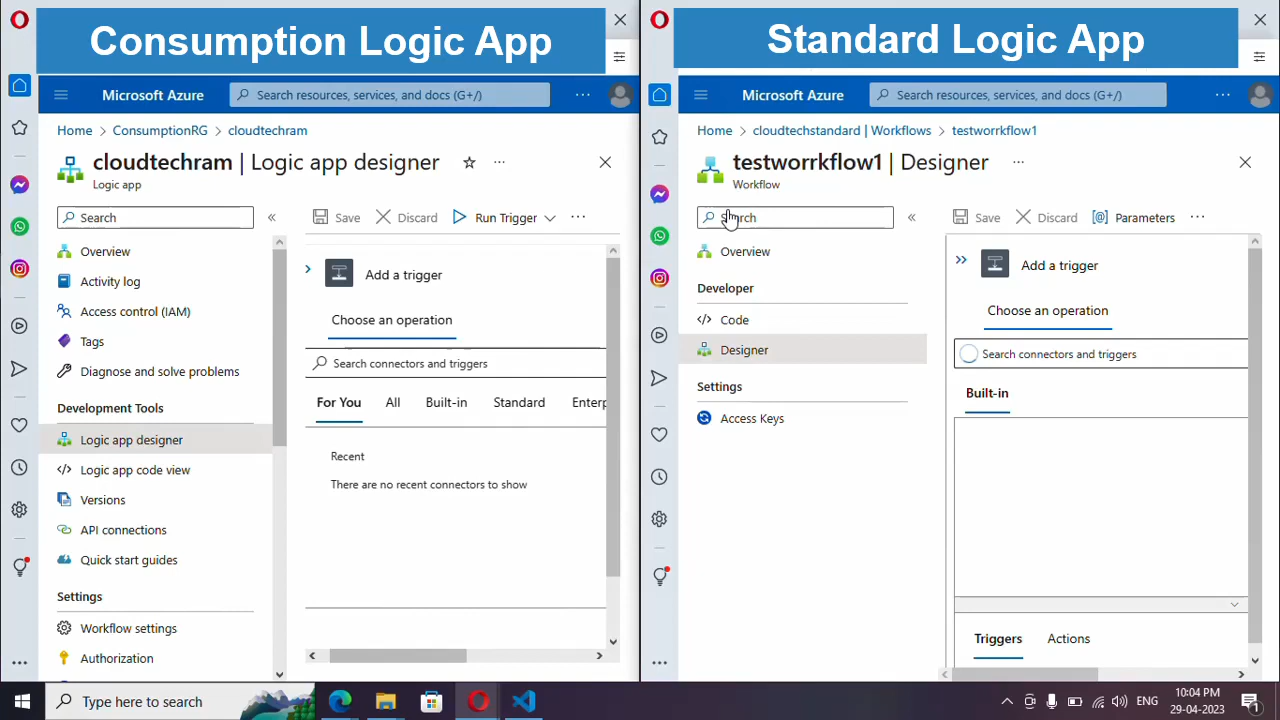 Consumption Logic App
Microsoft Azure
Search resources, services, and docs (G+/)
Home > ConsumptionRG > cloudtechram
cloudtechram | Logic app designer
Logic app
Search
Save
Discard
Run Trigger
Overview
Activity log
Access control (IAM)
Tags
Diagnose and solve problems
Development Tools
Logic app designer
Logic app code view
Versions
API connections
Quick start guides
Settings
Workflow settings
Authorization
Add a trigger
Choose an operation
Search connectors and triggers
For You All Built-in Standard Enterp
Recent
There are no recent connectors to show
Standard Logic App
Microsoft Azure
Search resources, services, and docs (G+/)
Home > cloudtechstandard | Workflows > testworrkflow1
testworrkflow1 | Designer
Workflow
Search
Save
Discard
[@] Parameters
Overview
Developer
Code
Designer
Settings
Access Keys
Add a trigger
Choose an operation
Search connectors and triggers
Built-in
Triggers Actions
Type here to search
ENG
10:04 PM
29-04-2023
1